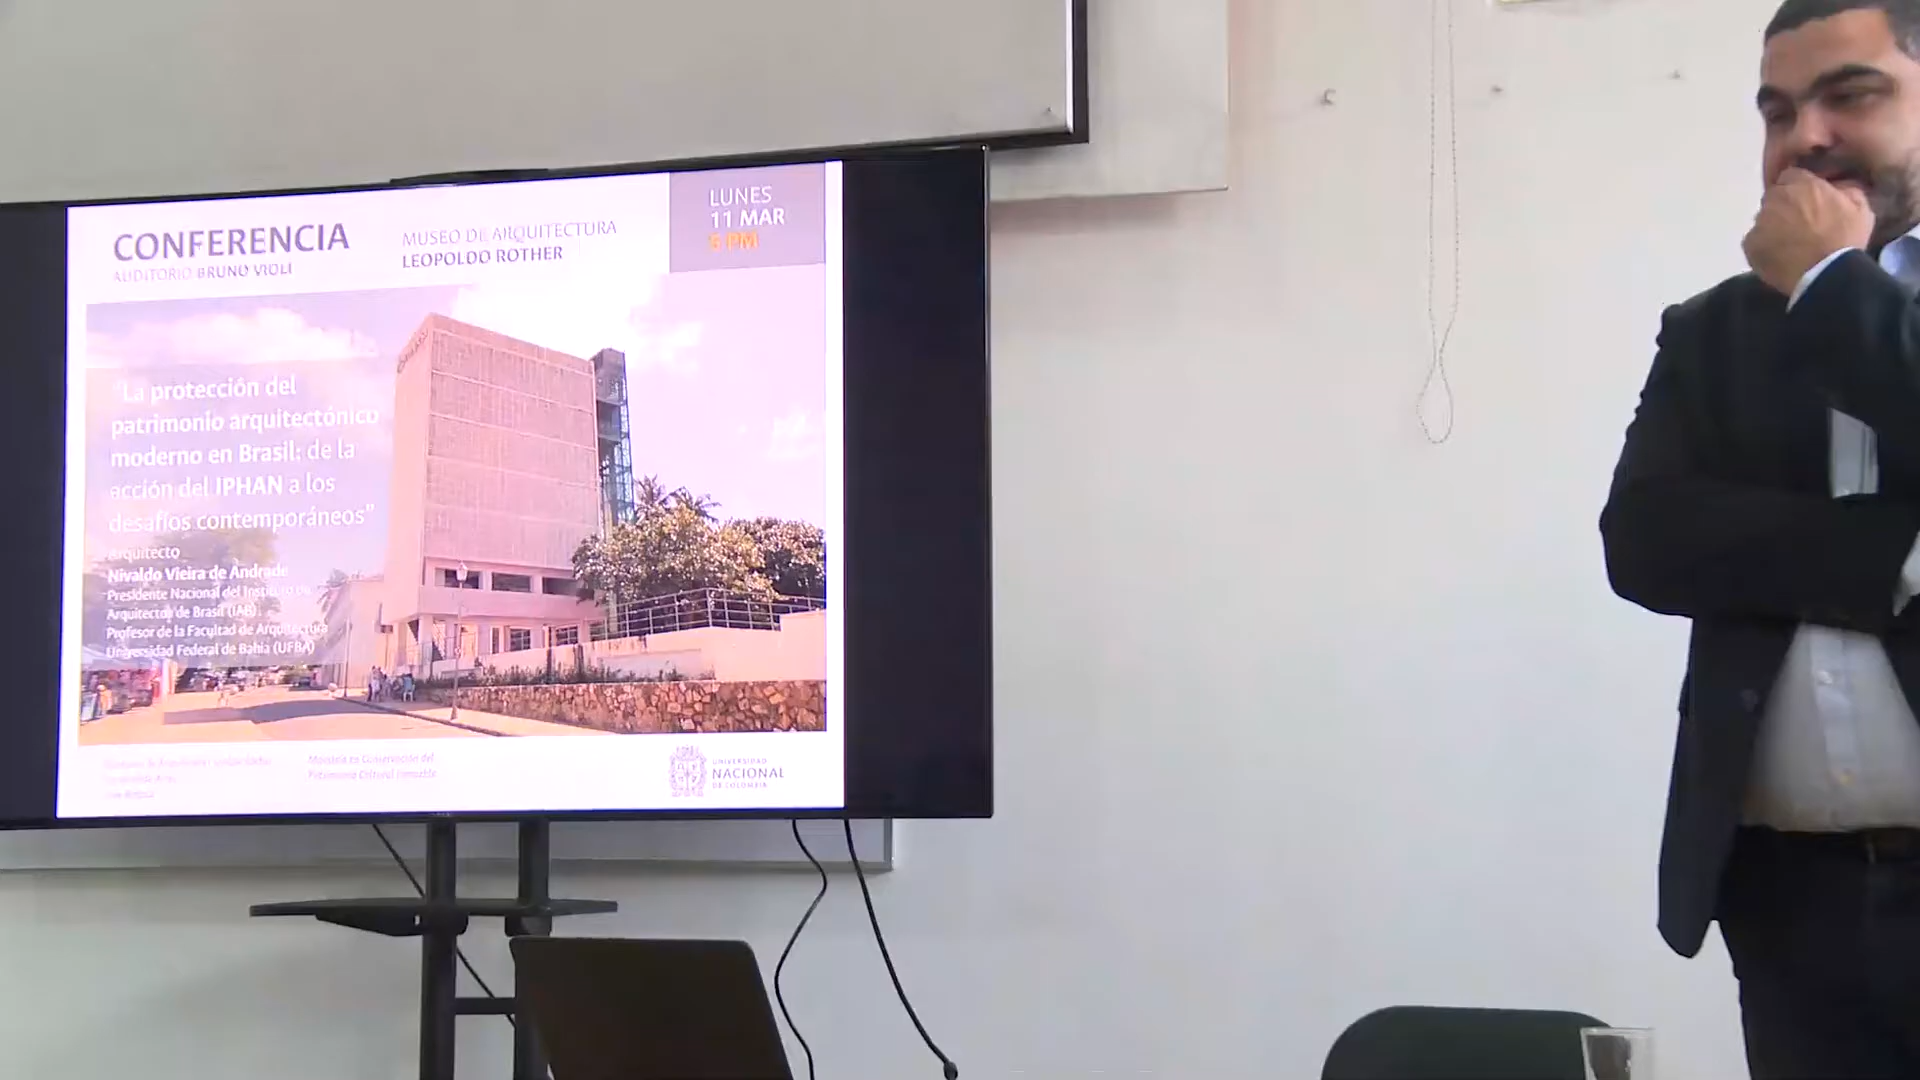 CONFERENCIA
AUDITORIO BRUNO VIOLI
MUSEO DE ARQUITECTURA
LEOPOLDO ROTHER
LUNES
11 MAR
5 PM
"La protección del
patrimonio arquitectónico
moderno en Brasil: de la
acción del IPHAN a los
desafíos contemporáneos"
Arquitecto
Nivaldo Vieira de Andrade
Presidente Nacional del Instituto de
Arquitectos de Brasil (IAB)
Profesor de la Facultad de Arquitectura
Universidad Federal de Bahia (UFBA)
Maestría en Conservación del
Patrimonio Cultural Inmueble
UNIVERSIDAD
NACIONAL
DE COLOMBIA